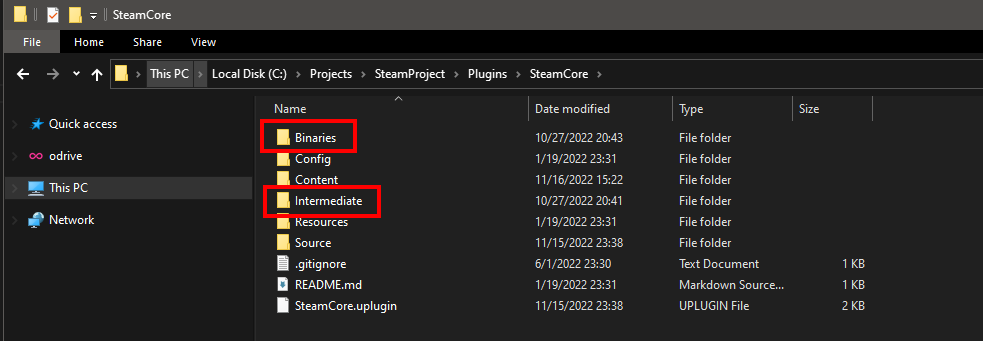 SteamCore
File Home Share View
This PC Local Disk (C:) Projects SteamProject Plugins SteamCore
Name Date modified Type Size
Quick access
odrive
This PC
Network
Binaries 10/27/2022 20:43 File folder
Config 1/19/2022 23:31 File folder
Content 11/16/2022 15:22 File folder
Intermediate 10/27/2022 20:41 File folder
Resources 1/19/2022 23:31 File folder
Source 11/15/2022 23:38 File folder
.gitignore 6/1/2022 23:30 Text Document 1 KB
README.md 1/19/2022 23:31 Markdown Source... 1 KB
SteamCore.uplugin 11/15/2022 23:38 UPLUGIN File 2 KB